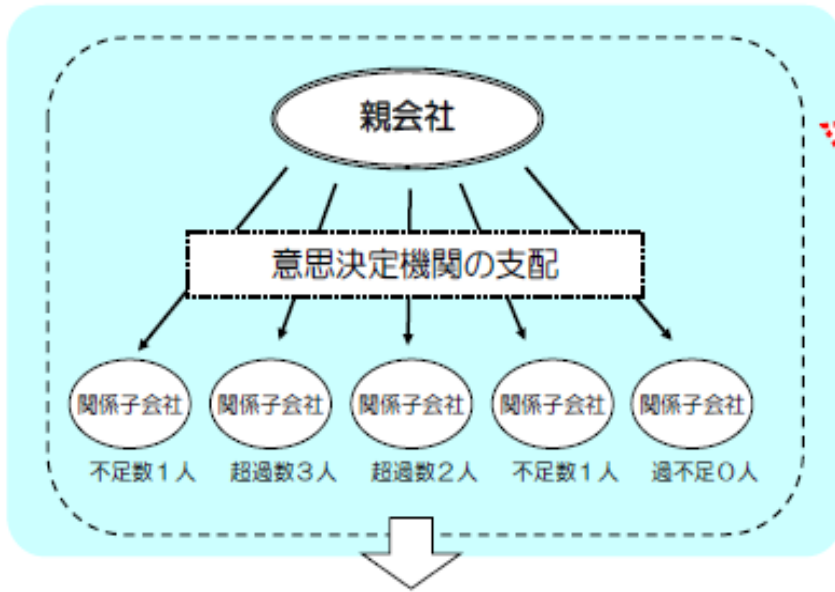 親会社
意思決定機関の支配
関係子会社 関係子会社 関係子会社 関係子会社 関係子会社
不足数1人 超過数3人 超過数2人 不足数1人 過不足0人